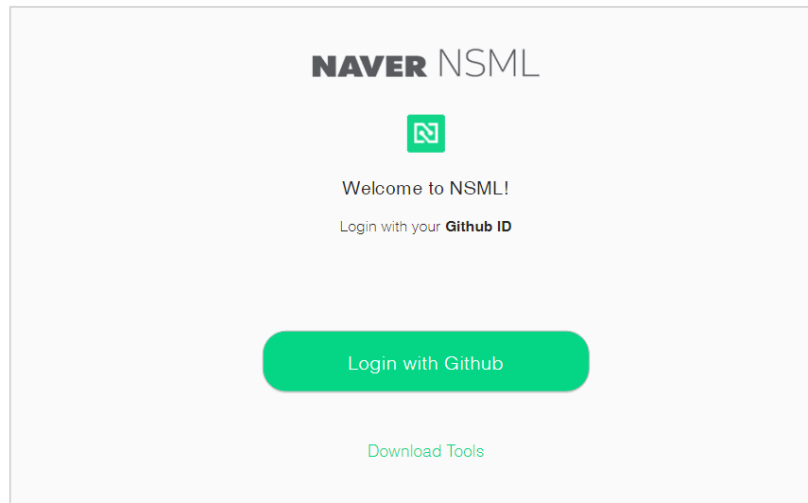 NAVER NSML
Welcome to NSML!
Login with your Github ID
Login with Github
Download Tools